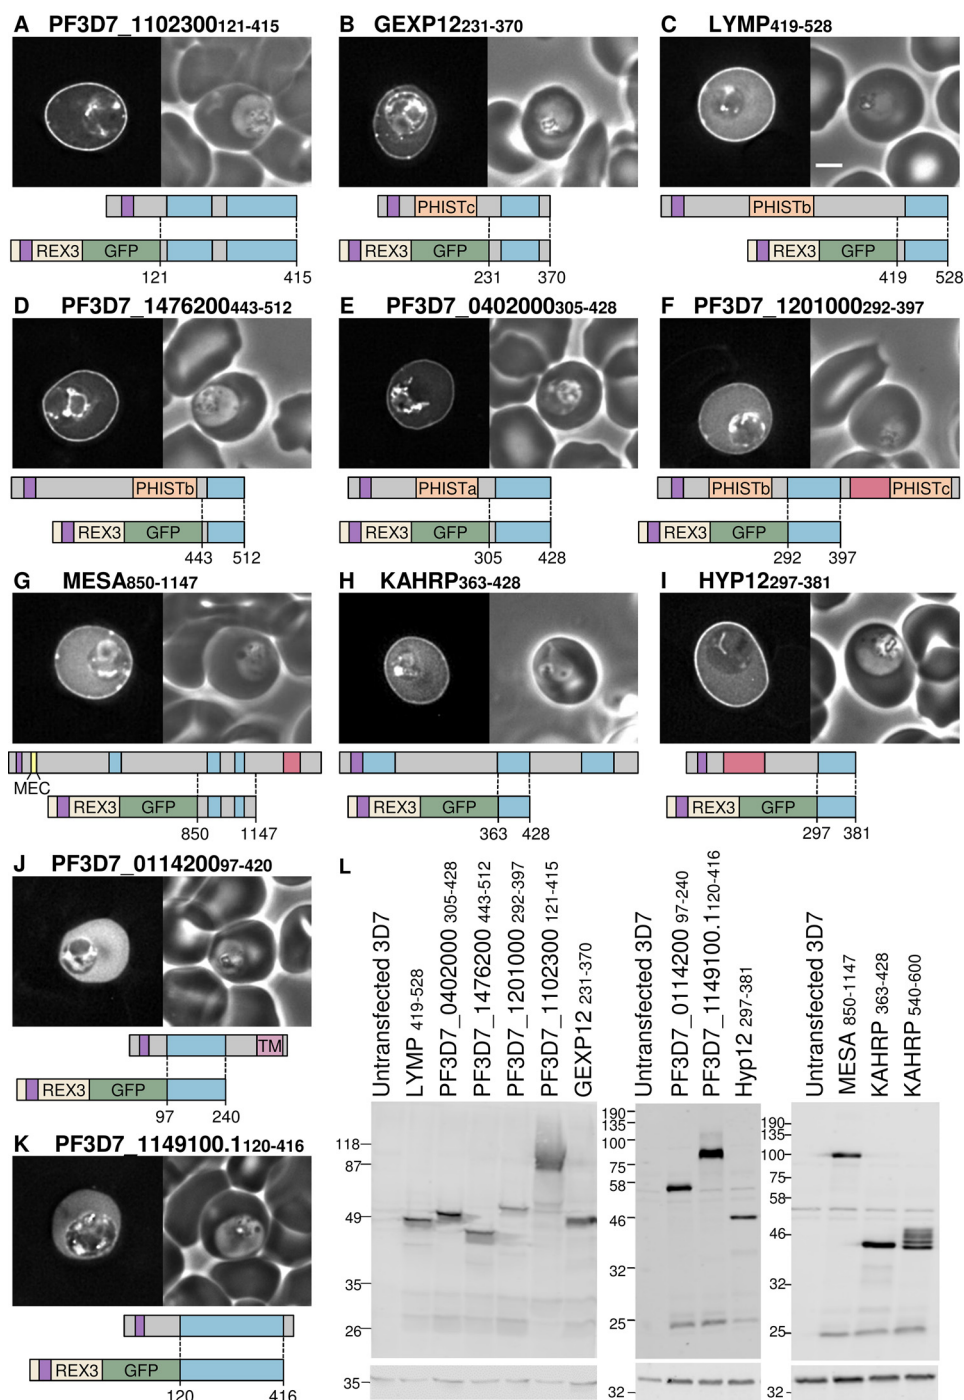 A PF3D7_1102300121-415
B GEXP12231-370
C LYMP419-528
PHISTc
PHISTb
REX3 GFP
REX3 GFP
REX3 GFP
121 415
231 370
419 528
D PF3D7_1476200443-512
E PF3D7_0402000305-428
F PF3D7_1201000292-397
PHISTb
PHISTa
PHISTb PHISTc
REX3 GFP
REX3 GFP
REX3 GFP
443 512
305 428
292 397
G MESA850-1147
H KAHRP363-428
I HYP12297-381
MEC
REX3 GFP
REX3 GFP
REX3 GFP
850 1147
363 428
297 381
J PF3D7_011420097-420
TM
REX3 GFP
97 240
K PF3D7_1149100.1120-416
REX3 GFP
120 416
L
Untransfected 3D7
LYMP 419-528
PF3D7_0402000 305-428
PF3D7_1476200 443-512
PF3D7_1201000 292-397
PF3D7_1102300 121-415
GEXP12 231-370
118
87
49
35
26
35
Untransfected 3D7
PF3D7_0114200 97-240
PF3D7_1149100.1 120-416
Hyp12 297-381
190
135
100
75
58
46
32
25
32
Untransfected 3D7
MESA 850-1147
KAHRP 363-428
KAHRP 540-600
190
135
100
75
58
46
32
25
32